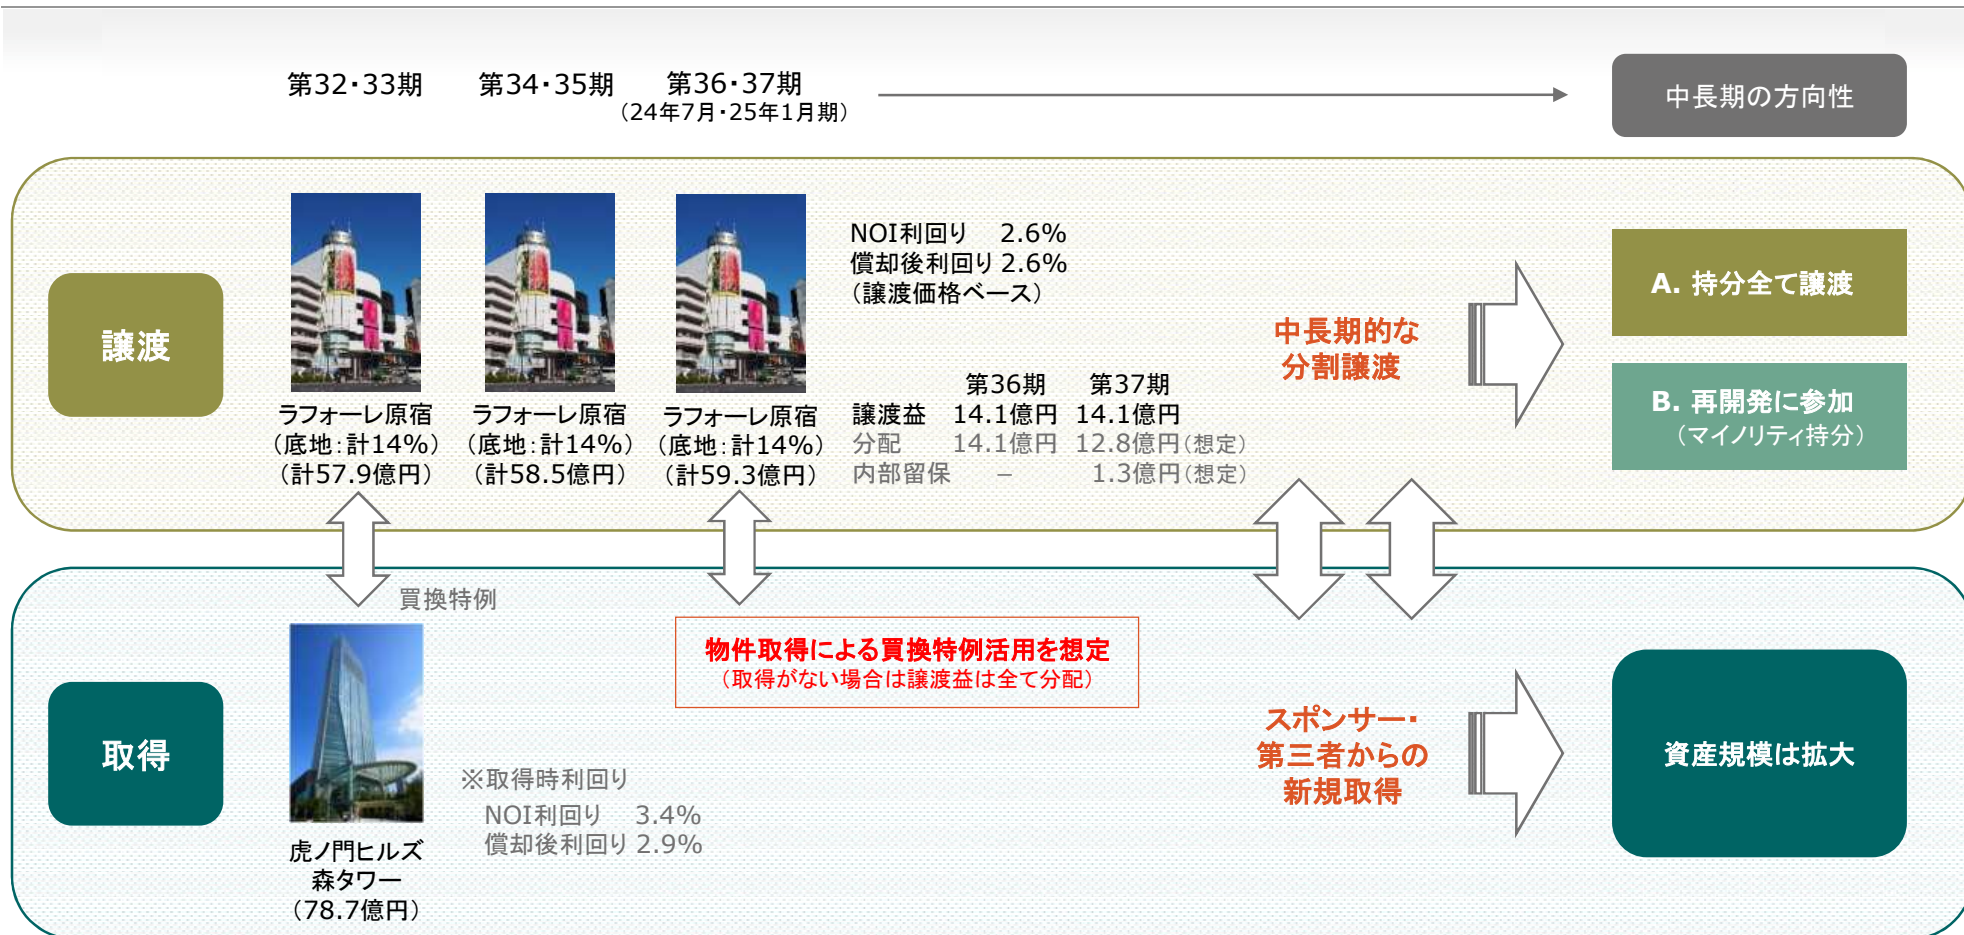 第32・33期
第34・35期
第36・37期
（24年7月・25年1月期）
中長期の方向性
譲渡
ラフォーレ原宿
（底地：計14%）
（計57.9億円）
ラフォーレ原宿
（底地：計14%）
（計58.5億円）
ラフォーレ原宿
（底地：計14%）
（計59.3億円）
NOI利回り 2.6%
償却後利回り 2.6%
（譲渡価格ベース）
第36期 第37期
譲渡益 14.1億円 14.1億円
分配 14.1億円 12.8億円（想定）
内部留保 － 1.3億円（想定）
中長期的な
分割譲渡
A. 持分全て譲渡
B. 再開発に参加
（マイノリティ持分）
買換特例
取得
虎ノ門ヒルズ
森タワー
（78.7億円）
※取得時利回り
NOI利回り 3.4%
償却後利回り 2.9%
物件取得による買換特例活用を想定
（取得がない場合は譲渡益は全て分配）
スポンサー・
第三者からの
新規取得
資産規模は拡大